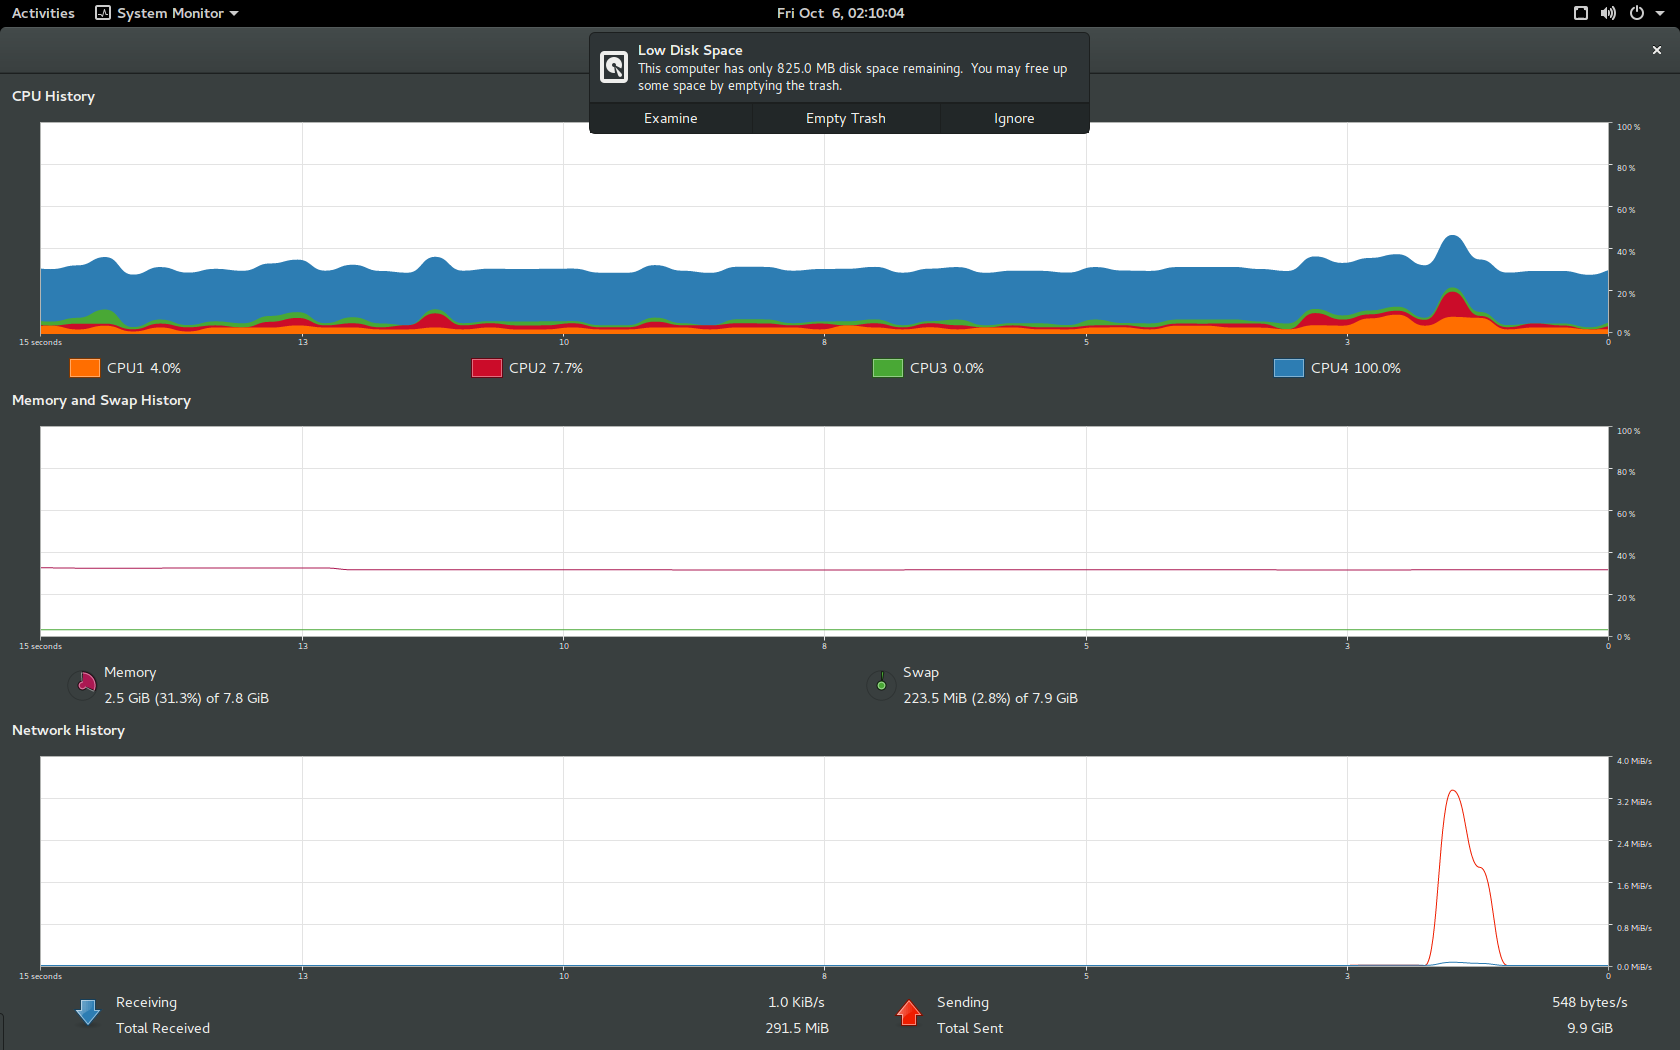 Activities System Monitor Fri Oct 6, 02:10:04
Low Disk Space
This computer has only 825.0 MB disk space remaining. You may free up
some space by emptying the trash.
Examine Empty Trash Ignore
CPU History
100 %
80 %
60 %
40 %
20 %
0 %
15 seconds 13 10 8 5 3 0
CPU1 4.0% CPU2 7.7% CPU3 0.0% CPU4 100.0%
Memory and Swap History
100 %
80 %
60 %
40 %
20 %
0 %
15 seconds 13 10 8 5 3 0
Memory Swap
2.5 GiB (31.3%) of 7.8 GiB 223.5 MiB (2.8%) of 7.9 GiB
Network History
4.0 MiB/s
3.2 MiB/s
2.4 MiB/s
1.6 MiB/s
0.8 MiB/s
0.0 MiB/s
15 seconds 13 10 8 5 3 0
Receiving 1.0 KiB/s Sending 548 bytes/s
Total Received 291.5 MiB Total Sent 9.9 GiB